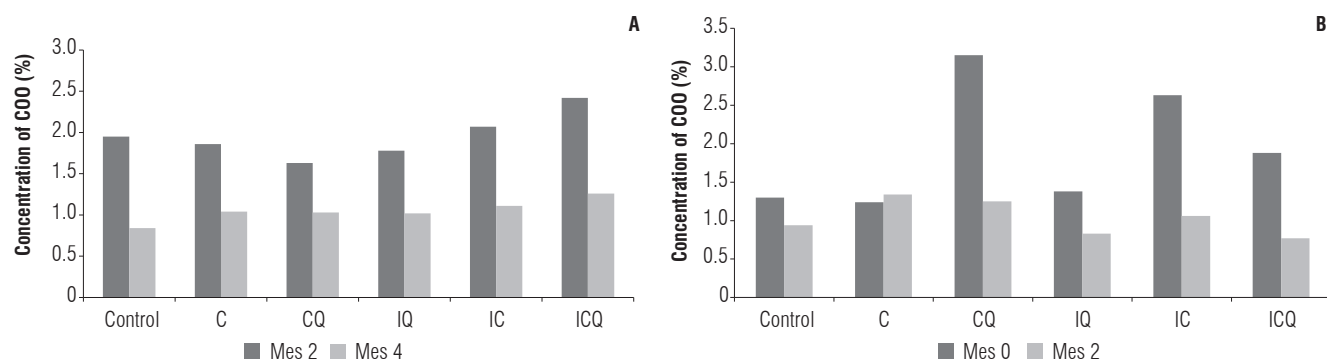 A
Concentration of COO (%)
3.0
2.5
2.0
1.5
1.0
0.5
0
Control C CQ IQ IC ICQ
Mes 2 Mes 4
B
Concentration of COO (%)
3.5
3.0
2.5
2.0
1.5
1.0
0.5
0
Control C CQ IQ IC ICQ
Mes 0 Mes 2